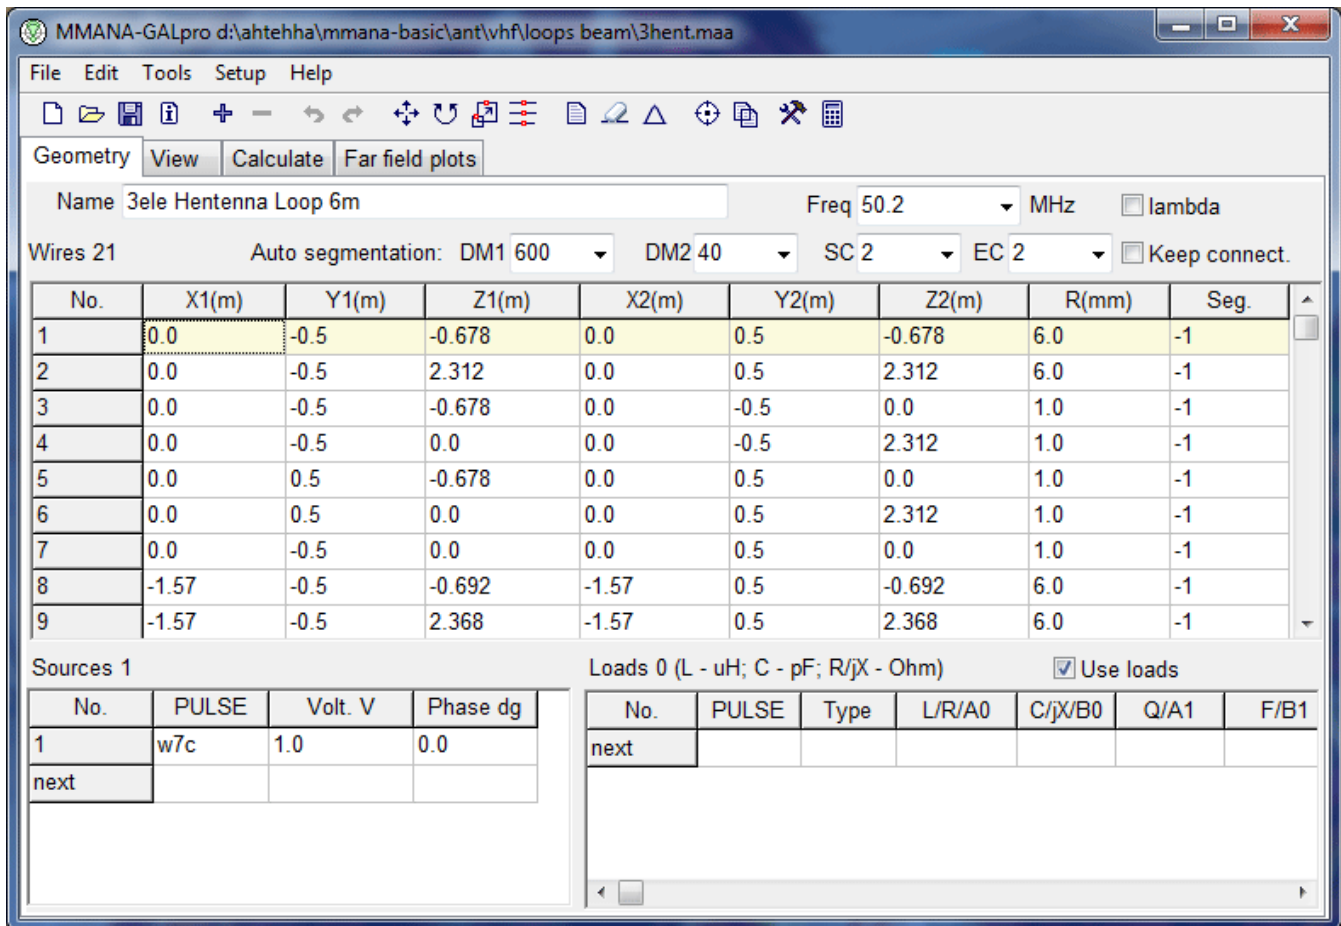 MMANA-GALpro d:\ahtehha\mmana-basic\ant\vhf\loops beam\3hent.maa
File Edit Tools Setup Help
Geometry View Calculate Far field plots
Name 3ele Hentenna Loop 6m Freq 50.2 MHz lambda
Wires 21 Auto segmentation: DM1 600 DM2 40 SC 2 EC 2 Keep connect.
No. X1(m) Y1(m) Z1(m) X2(m) Y2(m) Z2(m) R(mm) Seg.
1 0.0 -0.5 -0.678 0.0 0.5 -0.678 6.0 -1
2 0.0 -0.5 2.312 0.0 0.5 2.312 6.0 -1
3 0.0 -0.5 -0.678 0.0 -0.5 0.0 1.0 -1
4 0.0 -0.5 0.0 0.0 -0.5 2.312 1.0 -1
5 0.0 0.5 -0.678 0.0 0.5 0.0 1.0 -1
6 0.0 0.5 0.0 0.0 0.5 2.312 1.0 -1
7 0.0 -0.5 0.0 0.0 0.5 0.0 1.0 -1
8 -1.57 -0.5 -0.692 -1.57 0.5 -0.692 6.0 -1
9 -1.57 -0.5 2.368 -1.57 0.5 2.368 6.0 -1
Sources 1 Loads 0 (L - uH; C - pF; R/jX - Ohm) Use loads
No. PULSE Volt. V Phase dg No. PULSE Type L/R/A0 C/jX/B0 Q/A1 F/B1
1 w7c 1.0 0.0 next
next